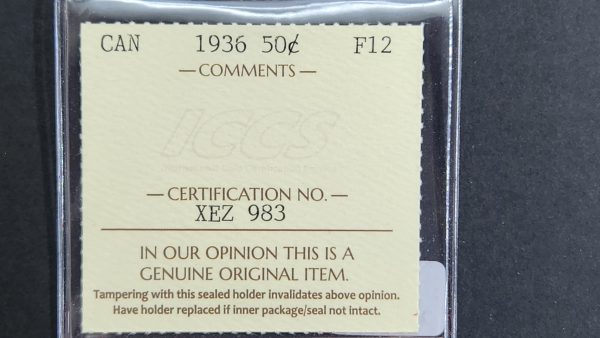 CAN 1936 50¢ F12
— COMMENTS —
ICCS
— CERTIFICATION NO. —
XEZ 983
IN OUR OPINION THIS IS A
GENUINE ORIGINAL ITEM.
Tampering with this sealed holder invalidates above opinion.
Have holder replaced if inner package/seal not intact.